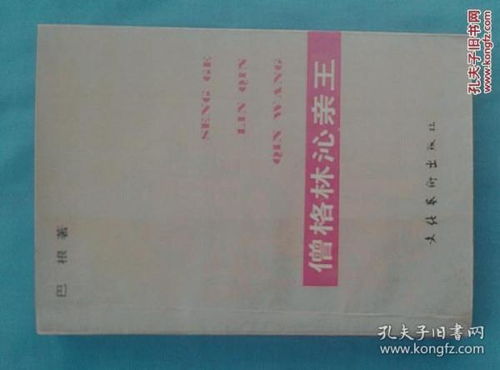 SENG GE
LIN QIN
QIN WANG
僧格林沁亲王
巴根著
文化艺术出版社
孔夫子旧书网
www.kongfz.com
孔夫子旧书网
www.kongfz.com